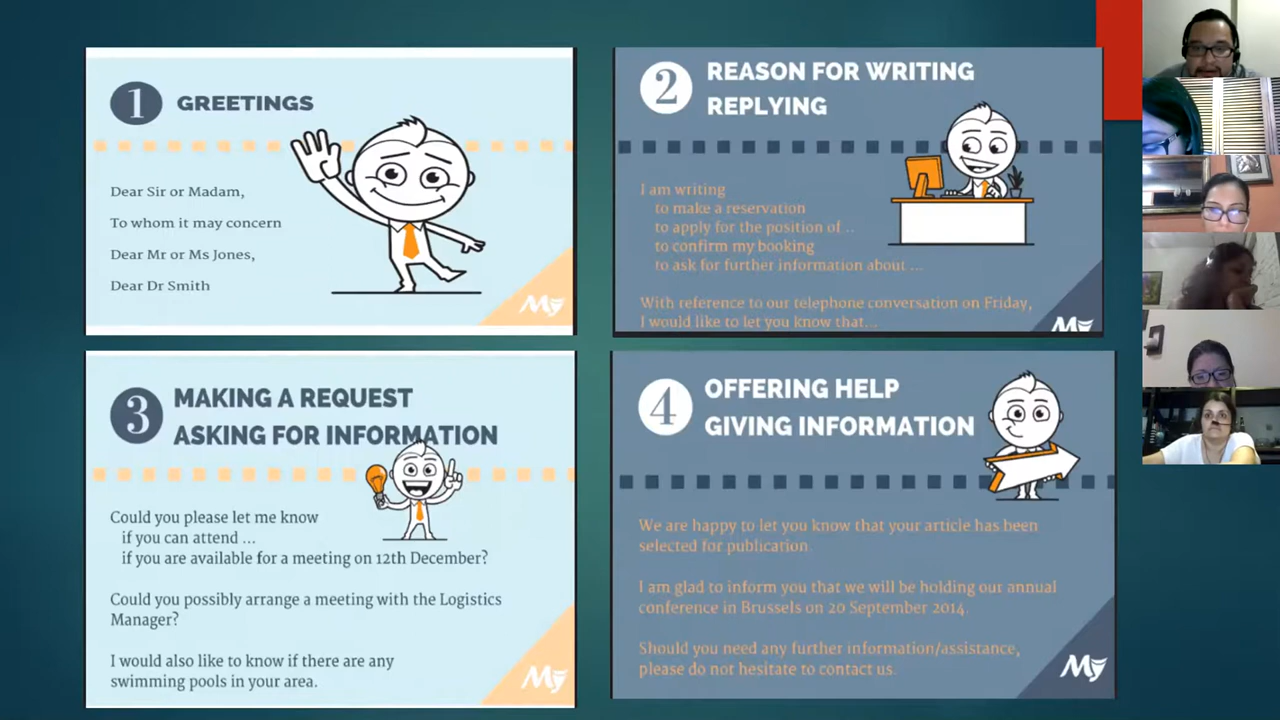 1 GREETINGS
Dear Sir or Madam,
To whom it may concern
Dear Mr or Ms Jones,
Dear Dr Smith
My
2 REASON FOR WRITING
REPLYING
I am writing
to make a reservation
to apply for the position of ..
to confirm my booking
to ask for further information about ...
With reference to our telephone conversation on Friday,
I would like to let you know that...
My
3 MAKING A REQUEST
ASKING FOR INFORMATION
Could you please let me know
if you can attend ...
if you are available for a meeting on 12th December?
Could you possibly arrange a meeting with the Logistics
Manager?
I would also like to know if there are any
swimming pools in your area.
My
4 OFFERING HELP
GIVING INFORMATION
We are happy to let you know that your article has been
selected for publication.
I am glad to inform you that we will be holding our annual
conference in Brussels on 20 September 2014.
Should you need any further information/assistance,
please do not hesitate to contact us.
My